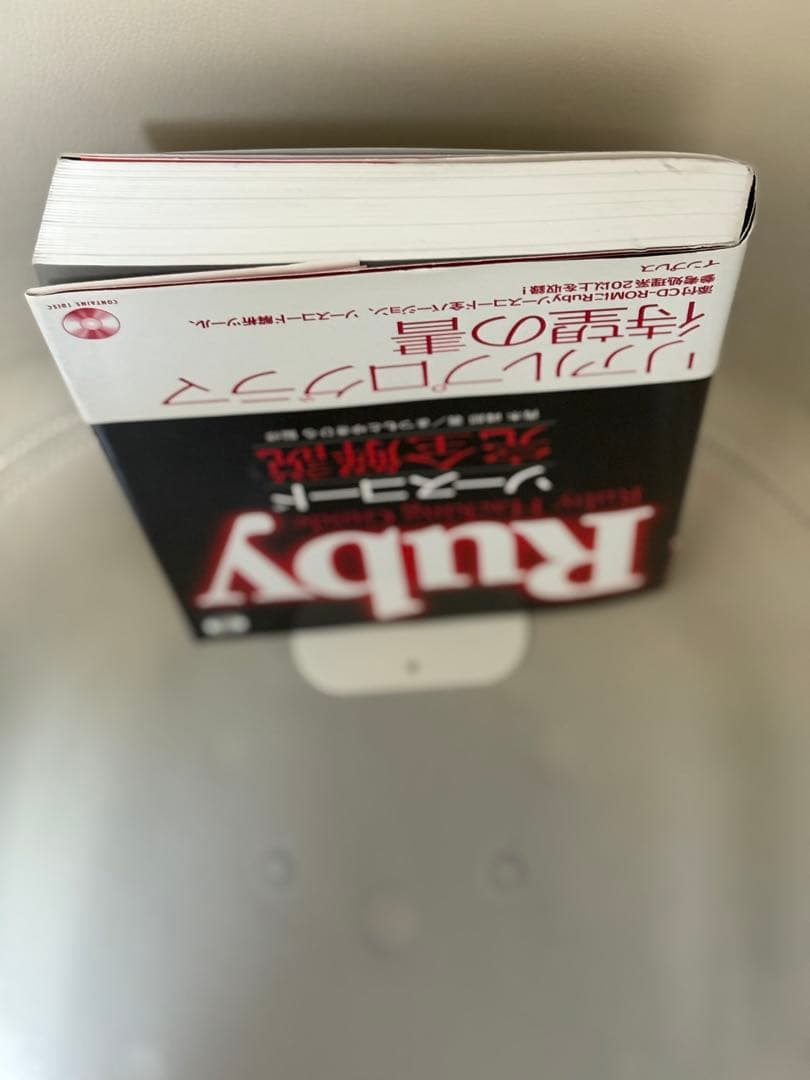 Ruby
Ruby Hacking Guide
ソースコード
完全解説
青木 峰郎 著/まつもとゆきひろ 監修
リアルプログラマ
待望の書
添付CD-ROMにRubyソースコード全バージョン、ソースコード解析ツール、
参考処理系20以上を収録!
インプレス
CONTAINS 1DISC